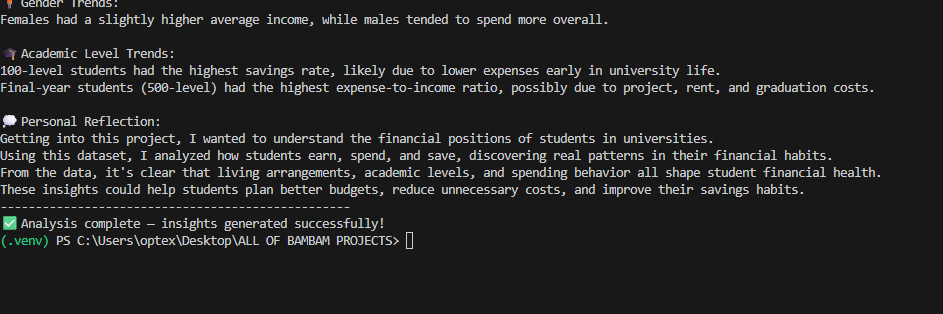 Gender Trends:
Females had a slightly higher average income, while males tended to spend more overall.
🎓 Academic Level Trends:
100-level students had the highest savings rate, likely due to lower expenses early in university life.
Final-year students (500-level) had the highest expense-to-income ratio, possibly due to project, rent, and graduation costs.
💭 Personal Reflection:
Getting into this project, I wanted to understand the financial positions of students in universities.
Using this dataset, I analyzed how students earn, spend, and save, discovering real patterns in their financial habits.
From the data, it's clear that living arrangements, academic levels, and spending behavior all shape student financial health.
These insights could help students plan better budgets, reduce unnecessary costs, and improve their savings habits.
--------------------------------------------------
✅ Analysis complete — insights generated successfully!
(.venv) PS C:\Users\optex\Desktop\ALL OF BAMBAM PROJECTS>